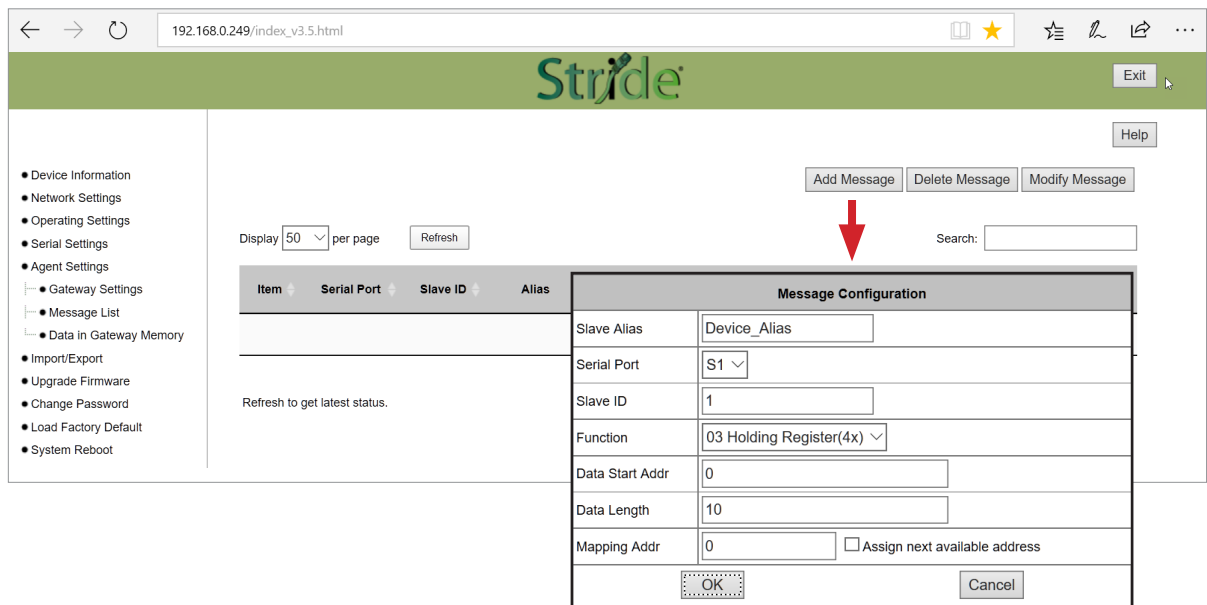 192.168.0.249/index_v3.5.html
Stride
Exit
Help
Device Information
Network Settings
Operating Settings
Serial Settings
Agent Settings
Gateway Settings
Message List
Data in Gateway Memory
Import/Export
Upgrade Firmware
Change Password
Load Factory Default
System Reboot
Add Message Delete Message Modify Message
Display 50 per page Refresh Search:
Item Serial Port Slave ID Alias
Refresh to get latest status.
Message Configuration
Slave Alias Device_Alias
Serial Port S1
Slave ID 1
Function 03 Holding Register(4x)
Data Start Addr 0
Data Length 10
Mapping Addr 0 Assign next available address
OK Cancel